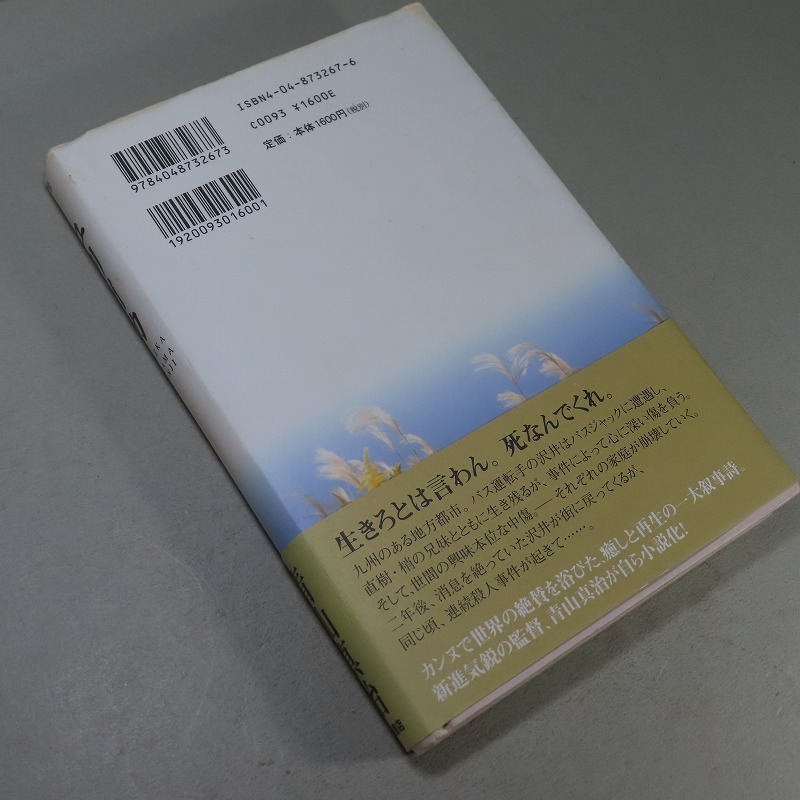 ISBN4-04-873267-6
C0093 ¥1600E
定価：本体1600円(税別)
9784048732673
1920093016001
生きろとは言わん。死なんでくれ。
九州のある地方都市。バス運転手の沢井はバスジャックに遭遇し、
直樹・梢の兄妹とともに生き残るが、事件によって心に深い傷を負う。
そして、世間の興味本位な中傷。──それぞれの家庭が崩壊していく。
二年後、消息を絶っていた沢井が街に戻ってくるが、
同じ頃、連続殺人事件が起きて……。
カンヌで世界の絶賛を浴びた、癒しと再生の一大叙事詩。
新進気鋭の監督、青山真治が自ら小説化!